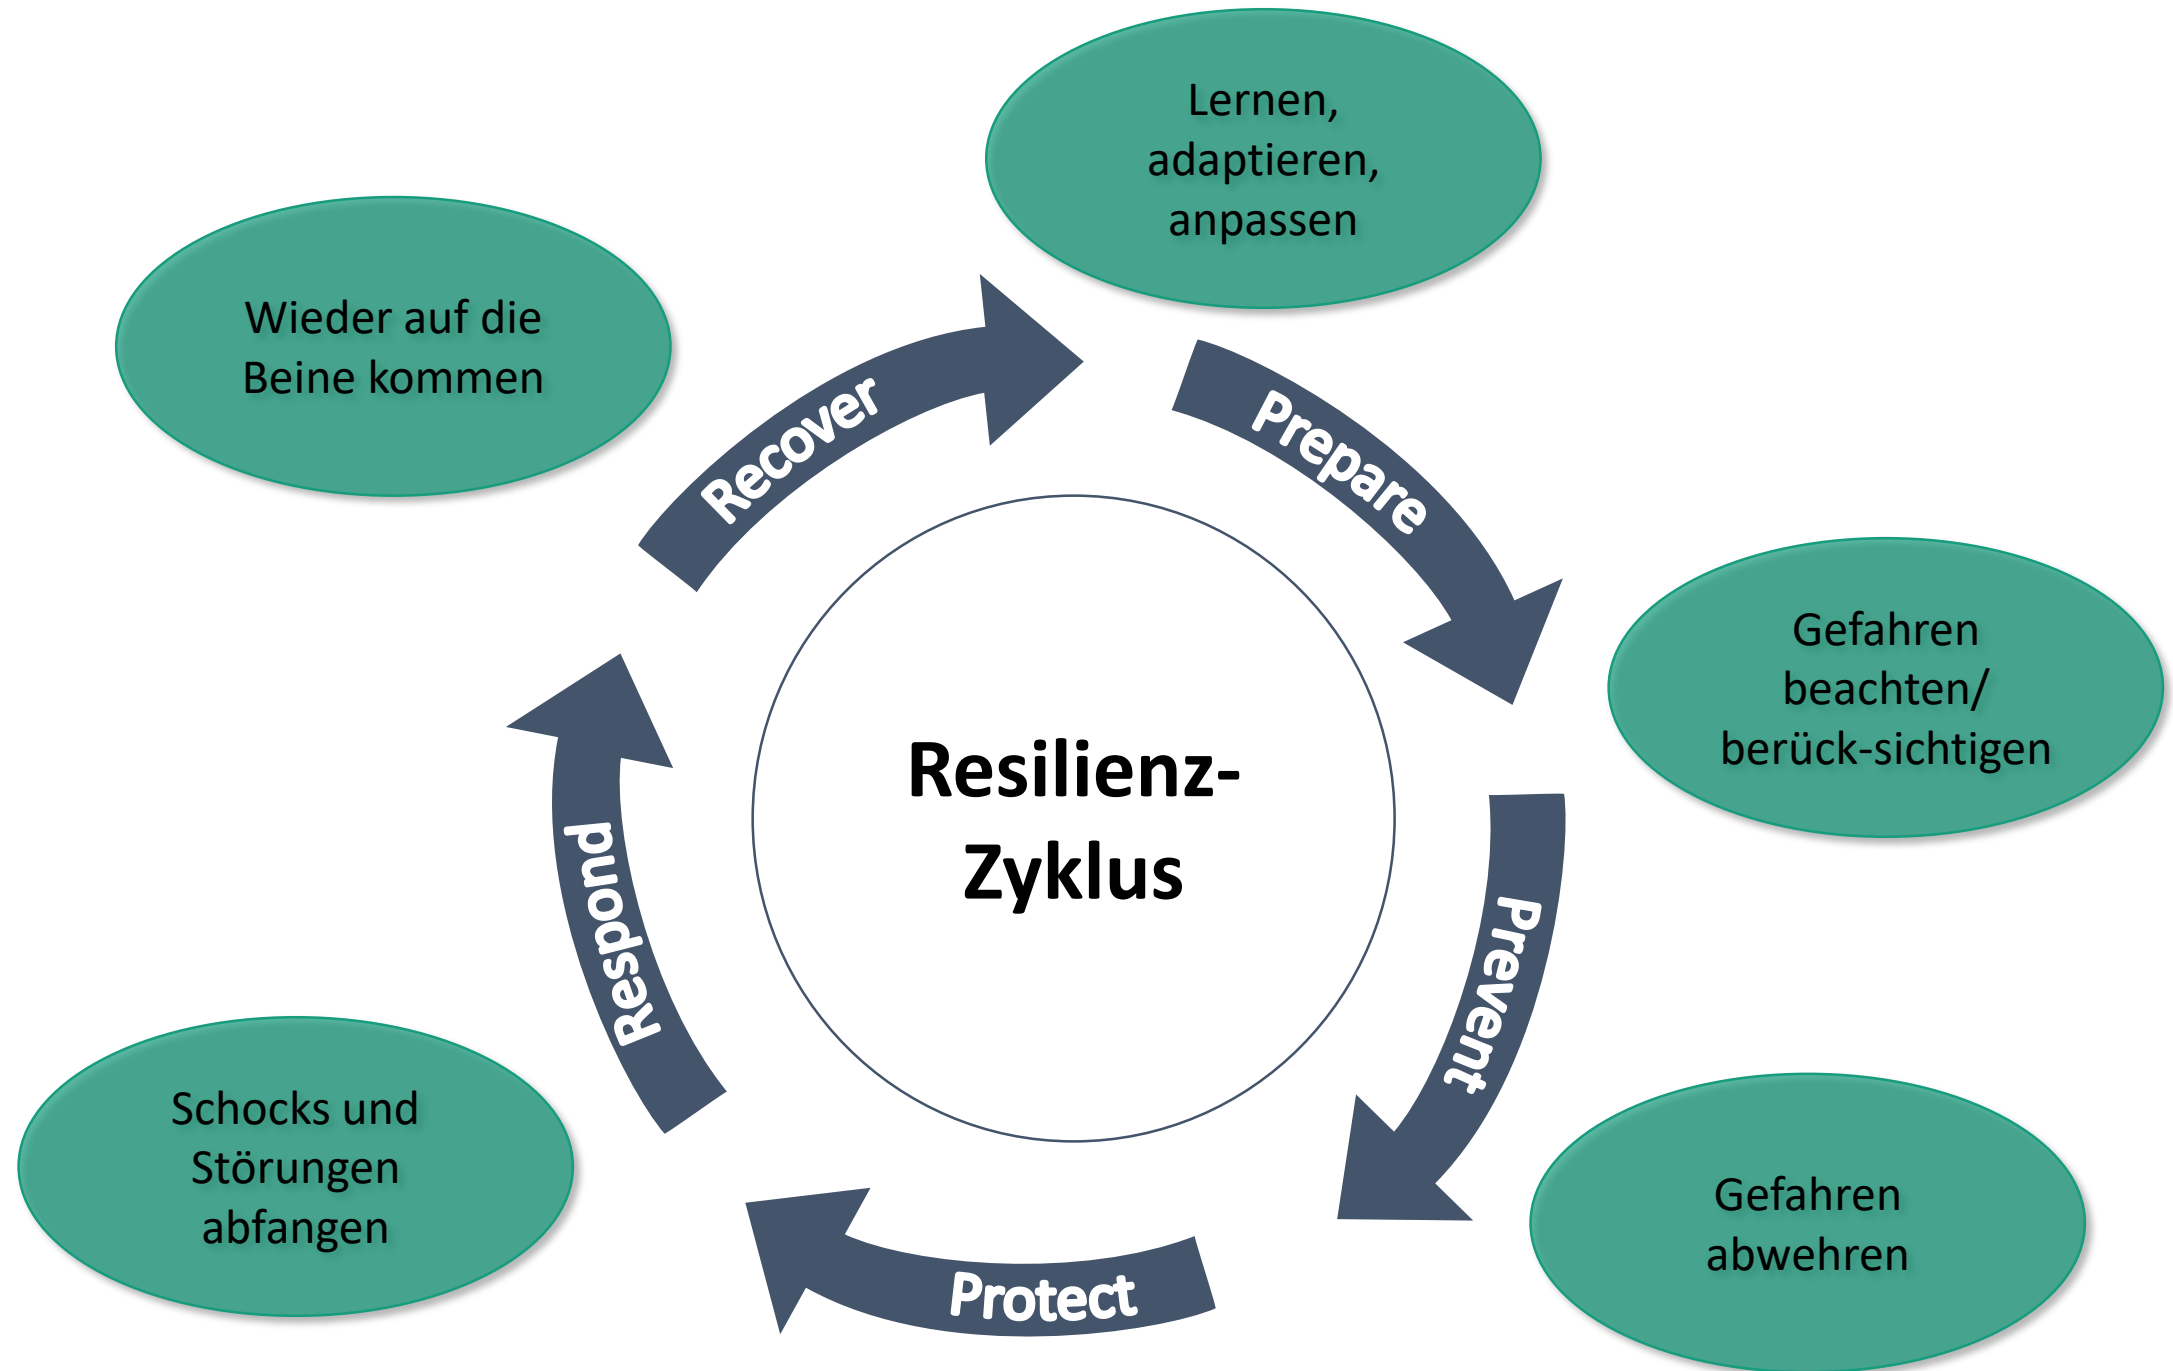 Lernen,
adaptieren,
anpassen
Wieder auf die
Beine kommen
Recover
Prepare
Gefahren
beachten/
berück-sichtigen
Resilienz-
Zyklus
Respond
Prevent
Schocks und
Störungen
abfangen
Gefahren
abwehren
Protect